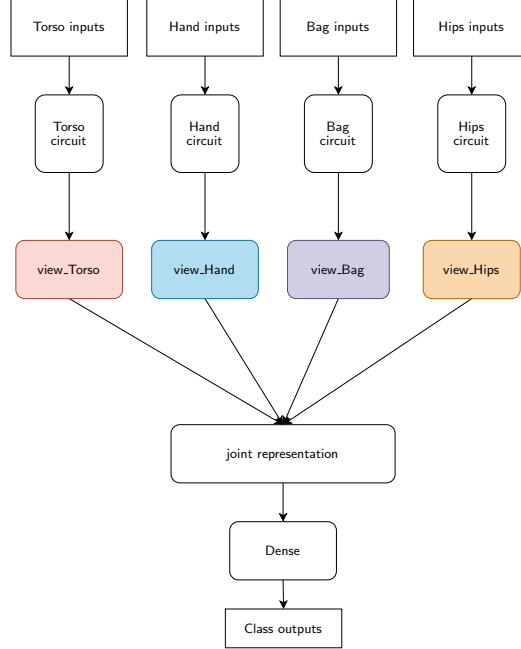 Torso inputs
Hand inputs
Bag inputs
Hips inputs
Torso
circuit
Hand
circuit
Bag
circuit
Hips
circuit
view_Torso
view_Hand
view_Bag
view_Hips
joint representation
Dense
Class outputs